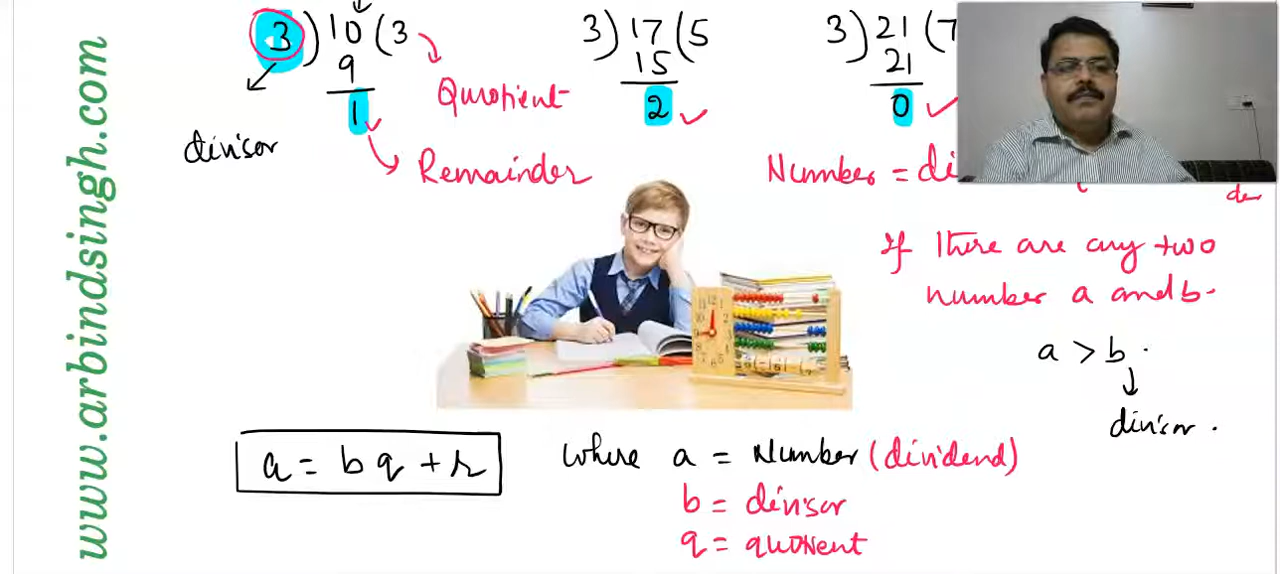 www.arbindsingh.com
3 ) 10 ( 3
9
1
Quotient
divisor
Remainder
3 ) 17 ( 5
15
2
3 ) 21 ( 7
21
0
Number =
der
If there are any two
number a and b.
a > b.
divisor.
a = bq + r
where a = Number (dividend)
b = divisor
q = quotient